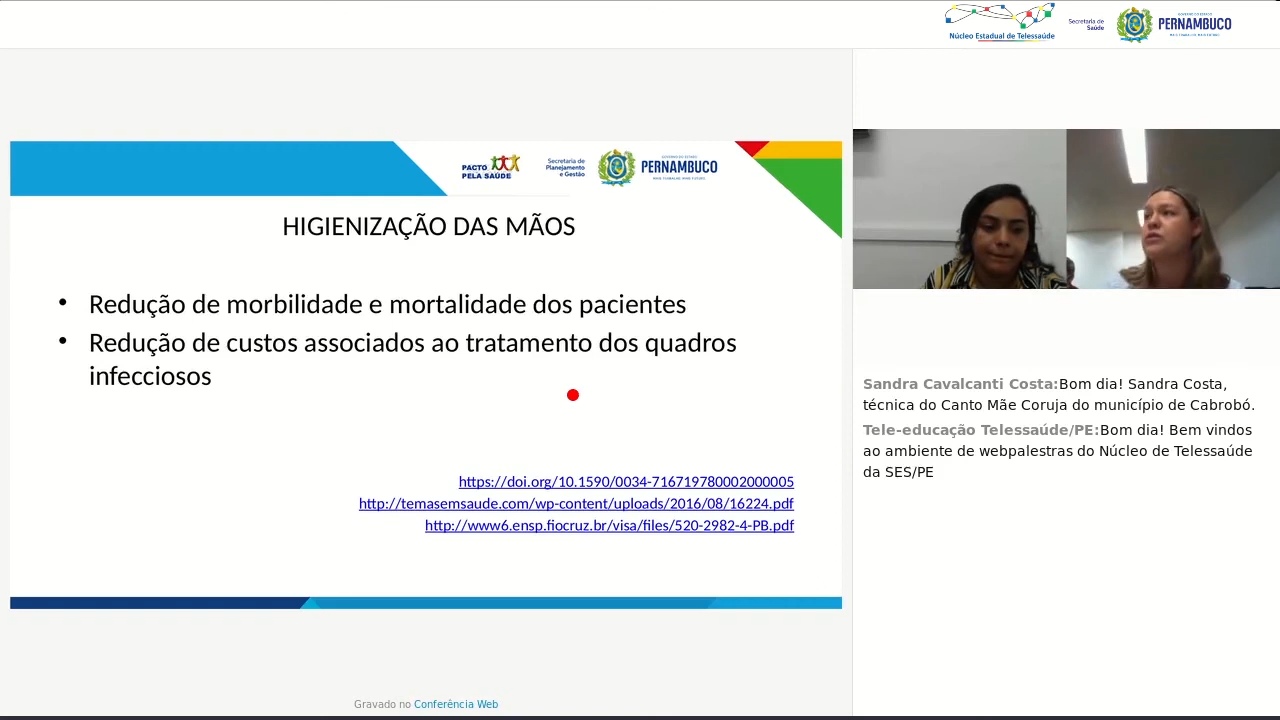 Núcleo Estadual de Telessaúde
Secretaria de
Saúde
PERNAMBUCO
PACTO
PELA SAÚDE
Secretaria de
Planejamento
e Gestão
GOVERNO DO ESTADO
PERNAMBUCO
HIGIENIZAÇÃO DAS MÃOS
• Redução de morbilidade e mortalidade dos pacientes
• Redução de custos associados ao tratamento dos quadros
infecciosos
https://doi.org/10.1590/0034-716719780002000005
http://temasemsaude.com/wp-content/uploads/2016/08/16224.pdf
http://www6.ensp.fiocruz.br/visa/files/520-2982-4-PB.pdf
Sandra Cavalcanti Costa:Bom dia! Sandra Costa,
técnica do Canto Mãe Coruja do município de Cabrobó.
Tele-educação Telessaúde/PE:Bom dia! Bem vindos
ao ambiente de webpalestras do Núcleo de Telessaúde
da SES/PE
Gravado no Conferência Web